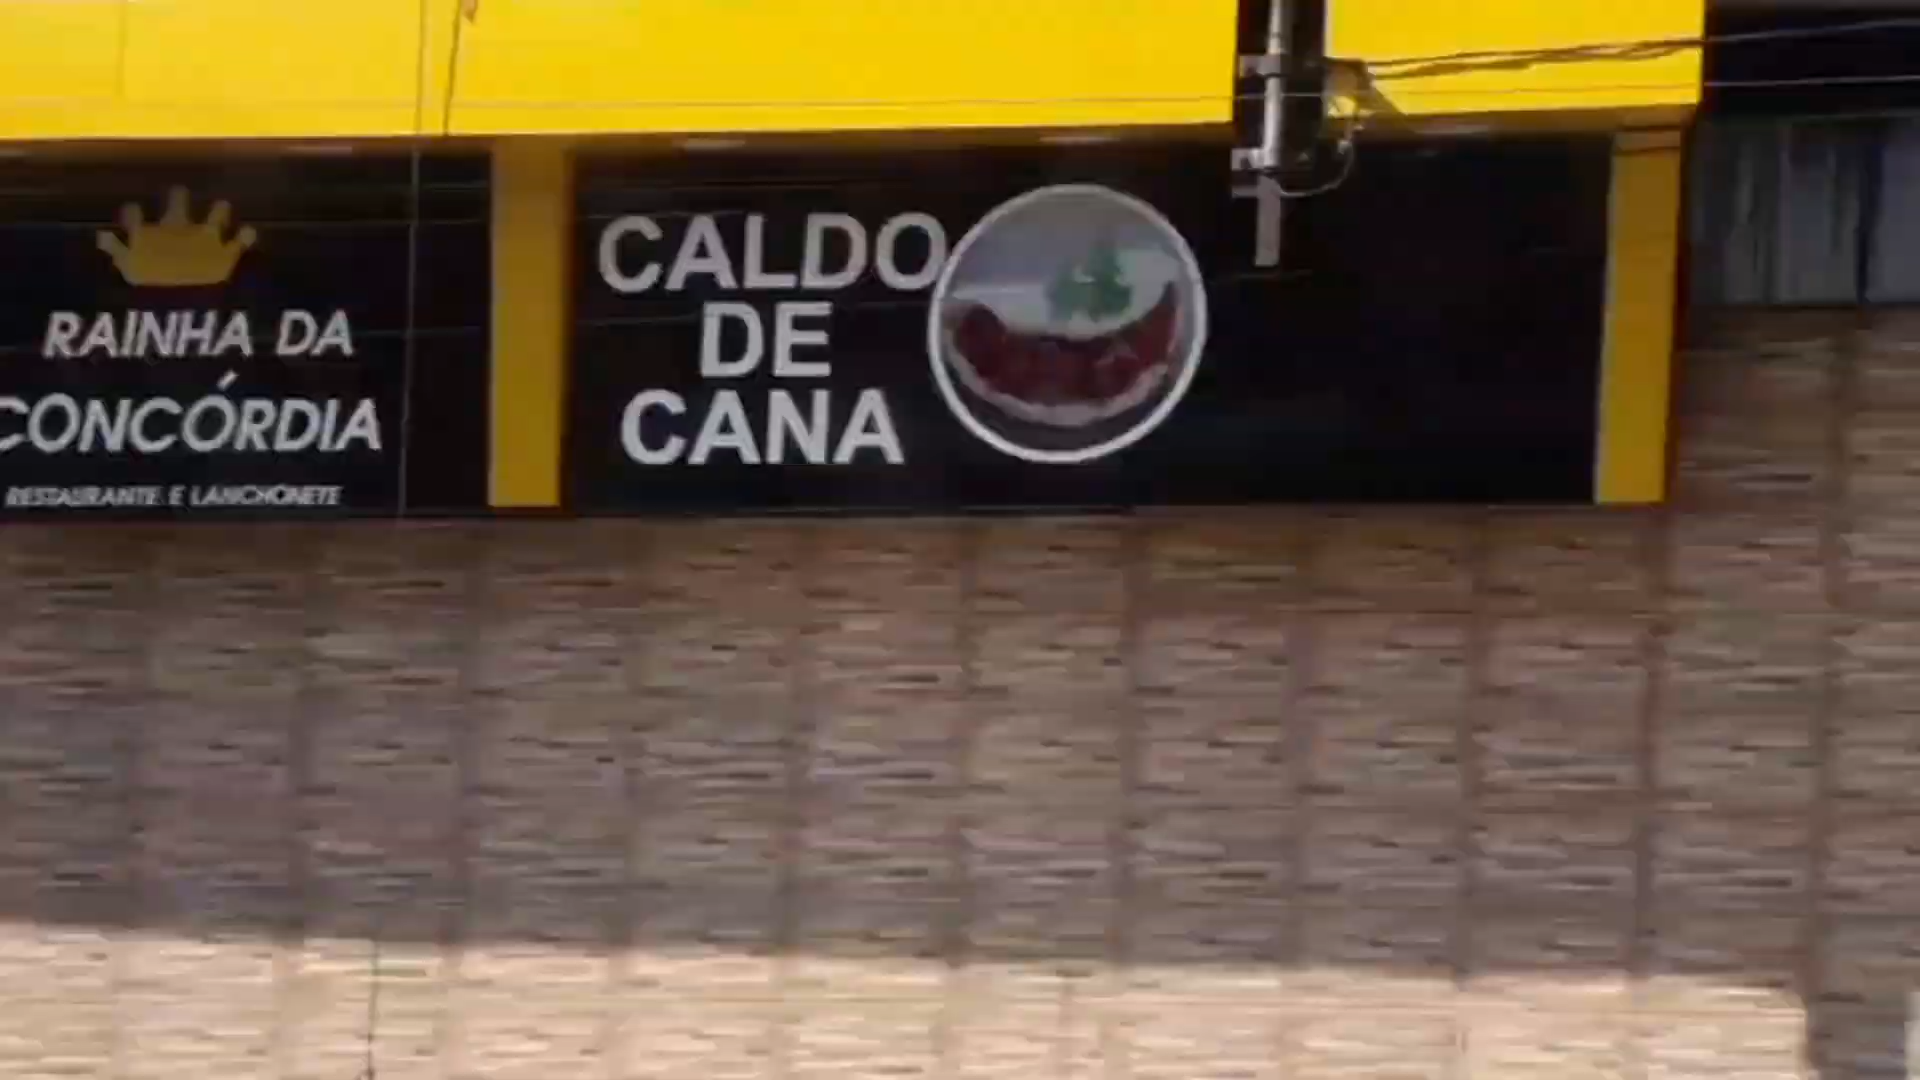 RAINHA DA
CONCÓRDIA
RESTAURANTE E LANCHONETE
CALDO
DE
CANA